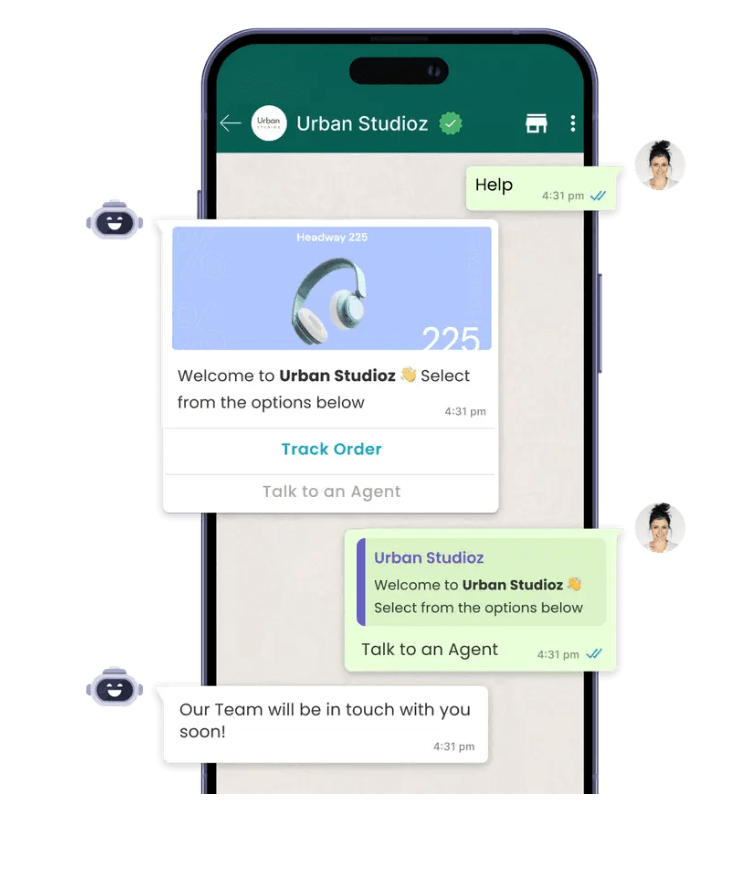 Urban
STUDIOZ
Urban Studioz
Help
4:31 pm
Headway 225
225
Welcome to Urban Studioz 👋 Select
from the options below
4:31 pm
Track Order
Talk to an Agent
Urban Studioz
Welcome to Urban Studioz 👋
Select from the options below
Talk to an Agent
4:31 pm
Our Team will be in touch with you
soon!
4:31 pm